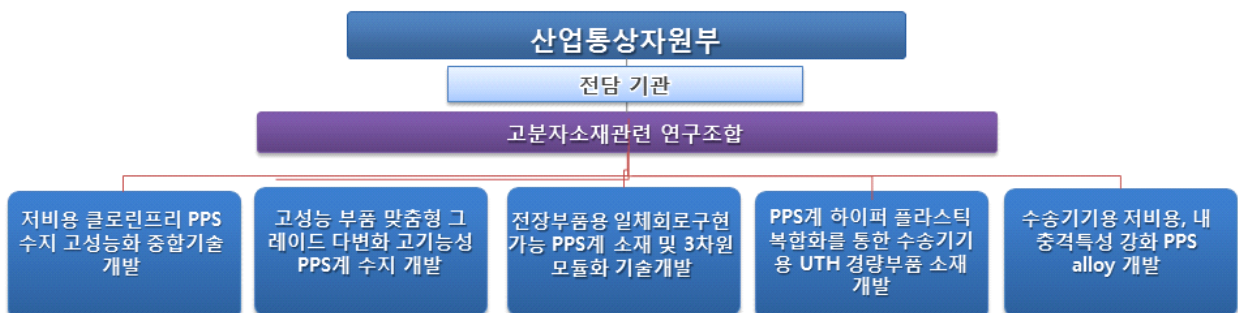 산업통상자원부
전담 기관
고분자소재관련 연구조합
저비용 클로린프리 PPS
수지 고성능화 중합기술
개발
고성능 부품 맞춤형 그
레이드 다변화 고기능성
PPS계 수지 개발
전장부품용 일체회로구현
가능 PPS계 소재 및 3차원
모듈화 기술개발
PPS계 하이퍼 플라스틱
복합화를 통한 수송기기
용 UTH 경량부품 소재
개발
수송기기용 저비용, 내
충격특성 강화 PPS
alloy 개발